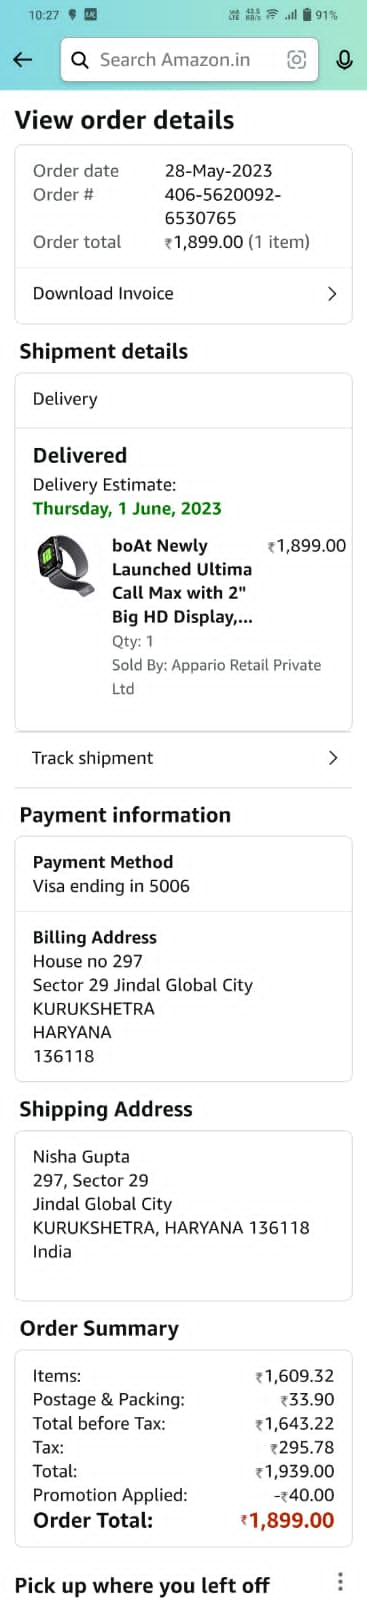 10:27
91%
Search Amazon.in
View order details
Order date 28-May-2023
Order # 406-5620092-
6530765
Order total ₹1,899.00 (1 item)
Download Invoice
Shipment details
Delivery
Delivered
Delivery Estimate:
Thursday, 1 June, 2023
boAt Newly ₹1,899.00
Launched Ultima
Call Max with 2"
Big HD Display,...
Qty: 1
Sold By: Appario Retail Private
Ltd
Track shipment
Payment information
Payment Method
Visa ending in 5006
Billing Address
House no 297
Sector 29 Jindal Global City
KURUKSHETRA
HARYANA
136118
Shipping Address
Nisha Gupta
297, Sector 29
Jindal Global City
KURUKSHETRA, HARYANA 136118
India
Order Summary
Items: ₹1,609.32
Postage & Packing: ₹33.90
Total before Tax: ₹1,643.22
Tax: ₹295.78
Total: ₹1,939.00
Promotion Applied: -₹40.00
Order Total: ₹1,899.00
Pick up where you left off